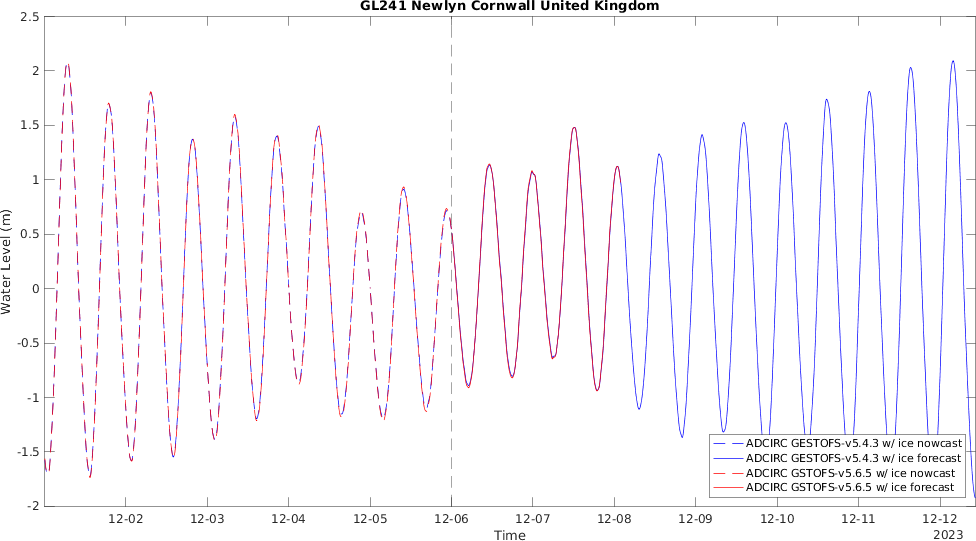 GL241 Newlyn Cornwall United Kingdom
2.5
2
1.5
1
0.5
0
-0.5
-1
-1.5
-2
Water Level (m)
ADCIRC GESTOFS-v5.4.3 w/ ice nowcast
ADCIRC GESTOFS-v5.4.3 w/ ice forecast
ADCIRC GSTOFS-v5.6.5 w/ ice nowcast
ADCIRC GSTOFS-v5.6.5 w/ ice forecast
12-02 12-03 12-04 12-05 12-06 12-07 12-08 12-09 12-10 12-11 12-12
Time
2023